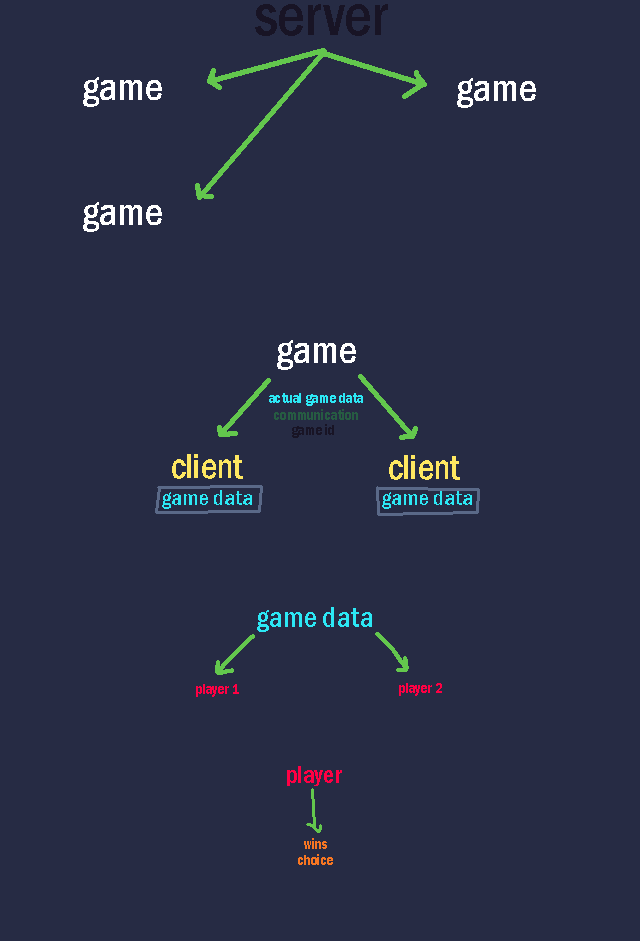 server
game
game
game
game
actual game data
communication
game id
client
client
game data
game data
game data
player 1
player 2
player
wins
choice